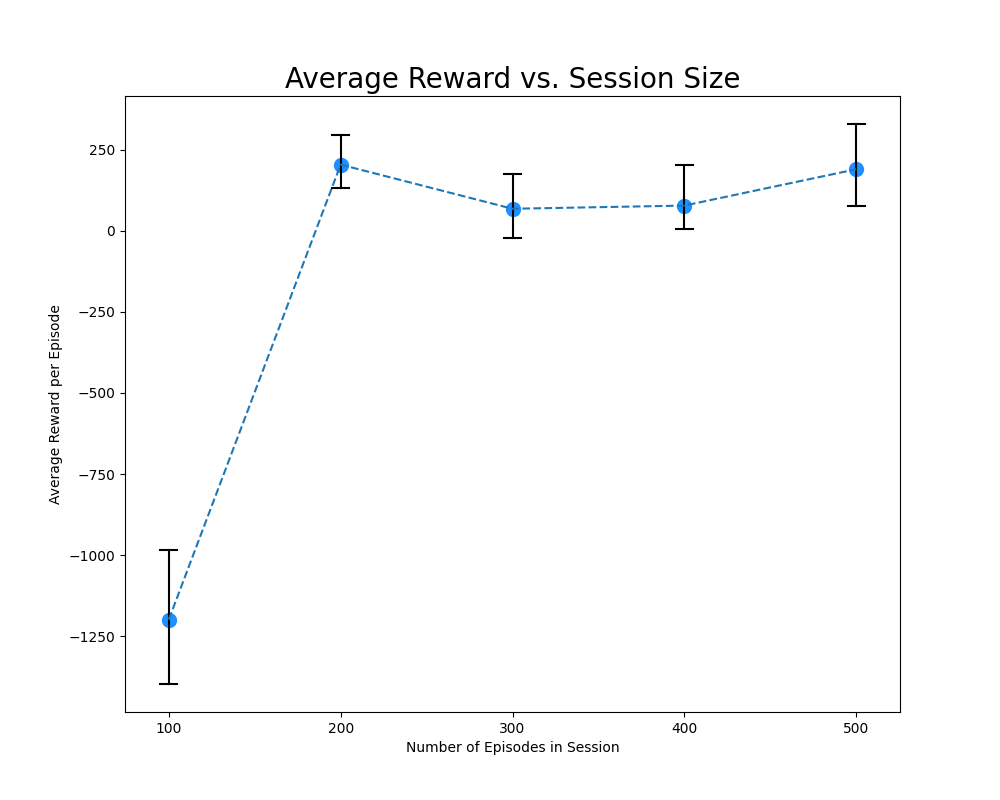 Average Reward vs. Session Size
250
0
−250
−500
−750
−1000
−1250
Average Reward per Episode
100 200 300 400 500
Number of Episodes in Session